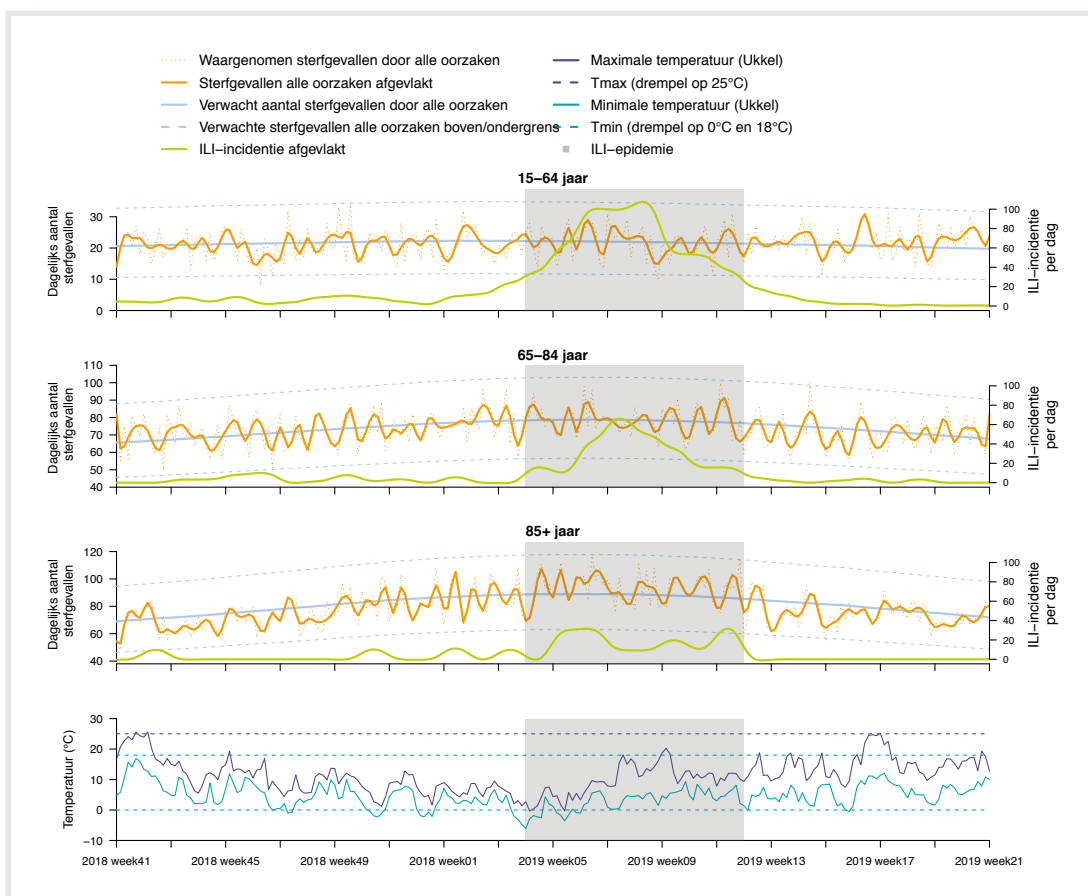 Waargenomen sterfgevallen door alle oorzaken
Sterfgevallen alle oorzaken afgevlakt
Verwacht aantal sterfgevallen door alle oorzaken
Verwachte sterfgevallen alle oorzaken boven/ondergrens
ILI−incidentie afgevlakt
Maximale temperatuur (Ukkel)
Tmax (drempel op 25°C)
Minimale temperatuur (Ukkel)
Tmin (drempel op 0°C en 18°C)
ILI−epidemie
15−64 jaar
Dagelijks aantal
sterfgevallen
30
20
10
0
100
80
60
40
20
0
ILI−incidentie
per dag
65−84 jaar
Dagelijks aantal
sterfgevallen
110
100
90
80
70
60
50
40
100
80
60
40
20
0
ILI−incidentie
per dag
85+ jaar
Dagelijks aantal
sterfgevallen
120
100
80
60
40
100
80
60
40
20
0
ILI−incidentie
per dag
Temperatuur (°C)
30
20
10
0
−10
2018 week41
2018 week45
2018 week49
2018 week01
2019 week05
2019 week09
2019 week13
2019 week17
2019 week21